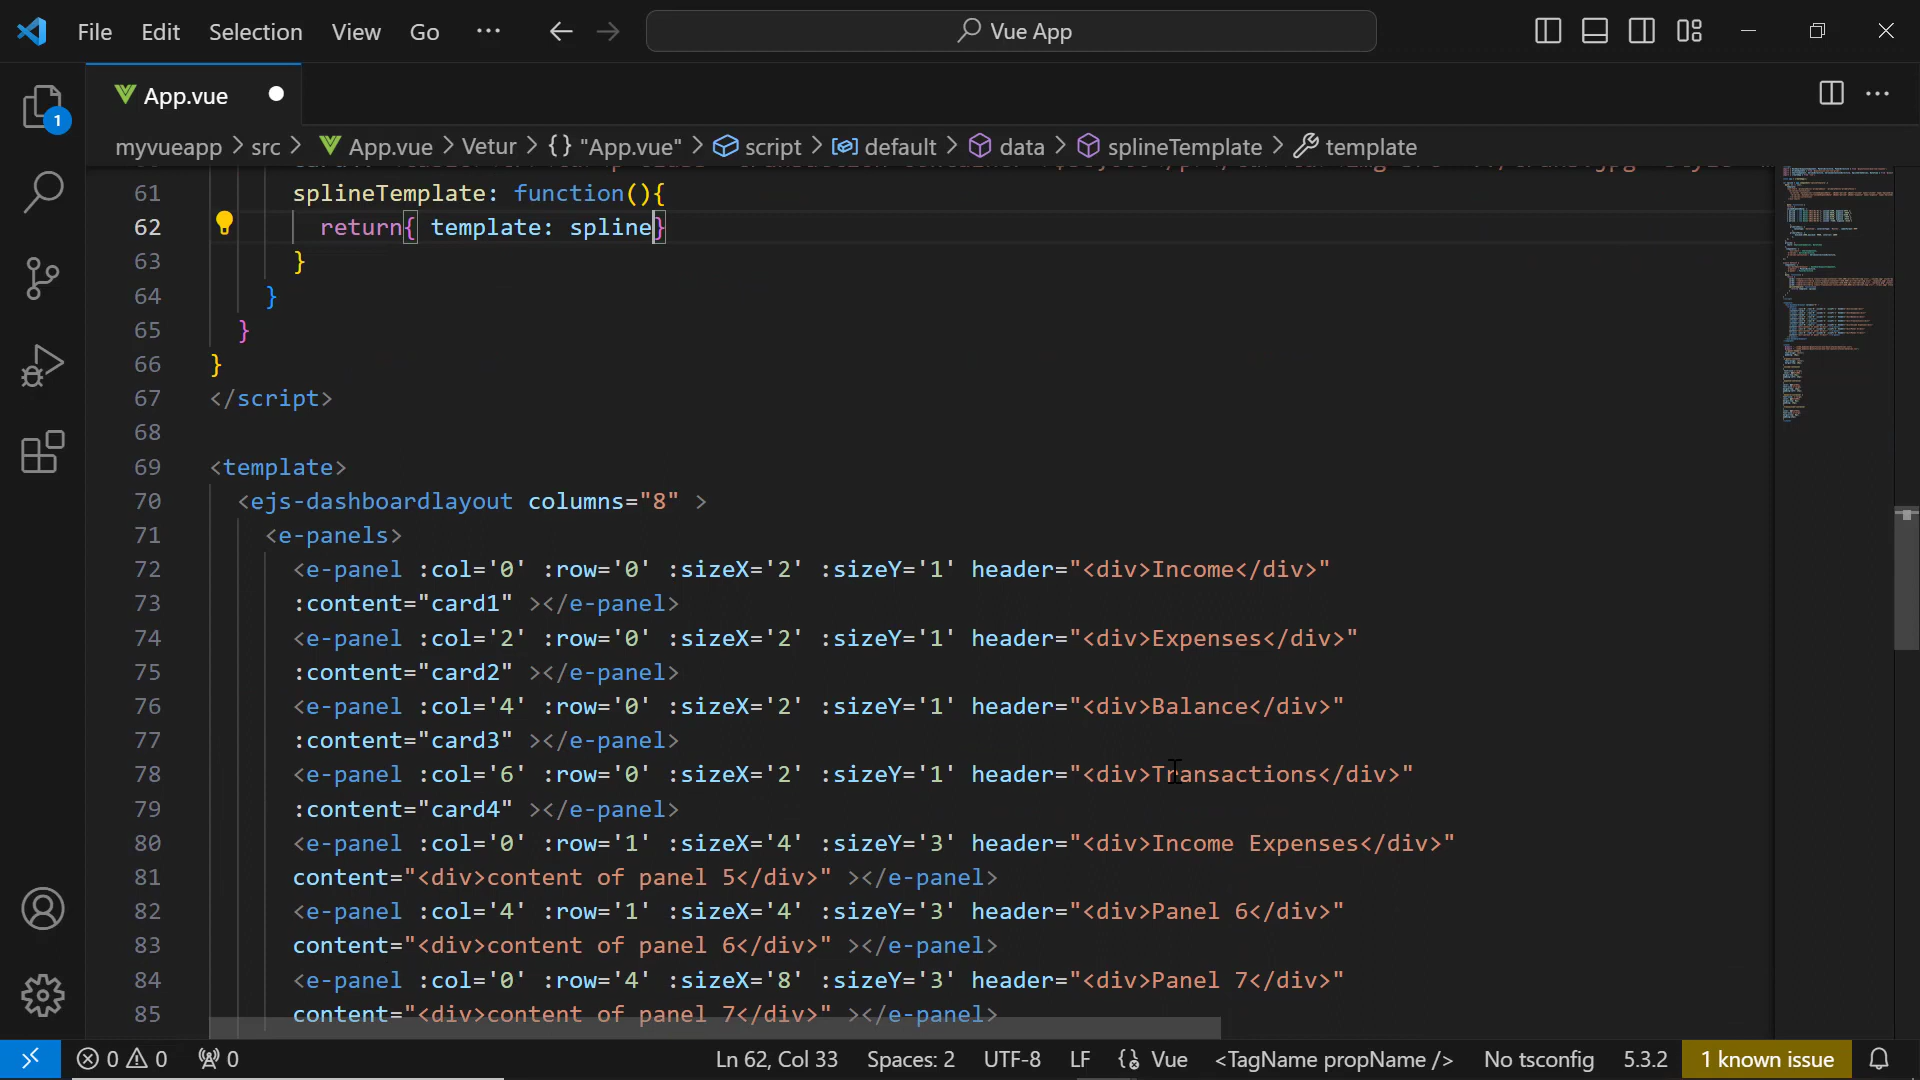 File Edit Selection View Go ··· Vue App
1
App.vue
myvueapp > src > App.vue > Vetur > {} "App.vue" > script > default > data > splineTemplate > template
61 splineTemplate: function(){
62 return{ template: spline}
63 }
64 }
65 }
66 }
67 </script>
68
69 <template>
70 <ejs-dashboardlayout columns="8" >
71 <e-panels>
72 <e-panel :col='0' :row='0' :sizeX='2' :sizeY='1' header="<div>Income</div>"
73 :content="card1" ></e-panel>
74 <e-panel :col='2' :row='0' :sizeX='2' :sizeY='1' header="<div>Expenses</div>"
75 :content="card2" ></e-panel>
76 <e-panel :col='4' :row='0' :sizeX='2' :sizeY='1' header="<div>Balance</div>"
77 :content="card3" ></e-panel>
78 <e-panel :col='6' :row='0' :sizeX='2' :sizeY='1' header="<div>Transactions</div>"
79 :content="card4" ></e-panel>
80 <e-panel :col='0' :row='1' :sizeX='4' :sizeY='3' header="<div>Income Expenses</div>"
81 content="<div>content of panel 5</div>" ></e-panel>
82 <e-panel :col='4' :row='1' :sizeX='4' :sizeY='3' header="<div>Panel 6</div>"
83 content="<div>content of panel 6</div>" ></e-panel>
84 <e-panel :col='0' :row='4' :sizeX='8' :sizeY='3' header="<div>Panel 7</div>"
85 content="<div>content of panel 7</div>" ></e-panel>
0 0 0 Ln 62, Col 33 Spaces: 2 UTF-8 LF Vue <TagName propName /> No tsconfig 5.3.2 1 known issue